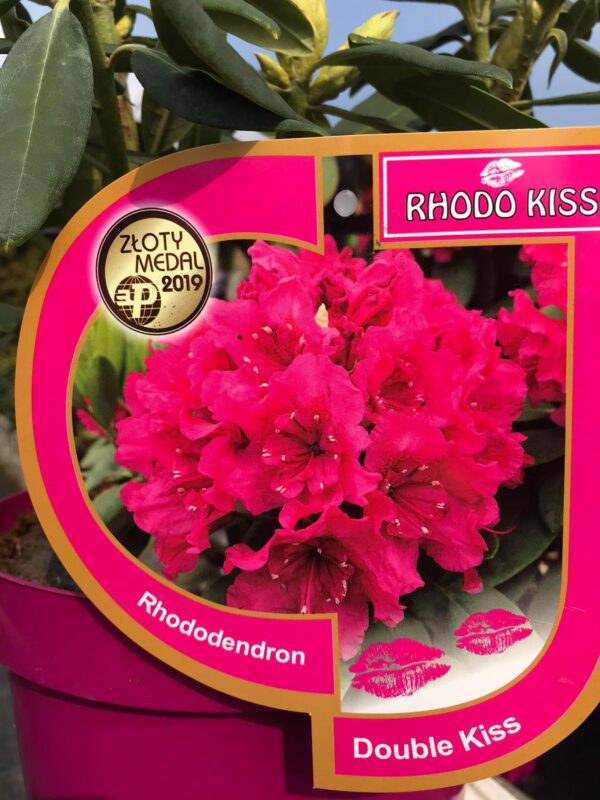 RHODO KISS
ZŁOTY
MEDAL
2019
Rhododendron
Double Kiss